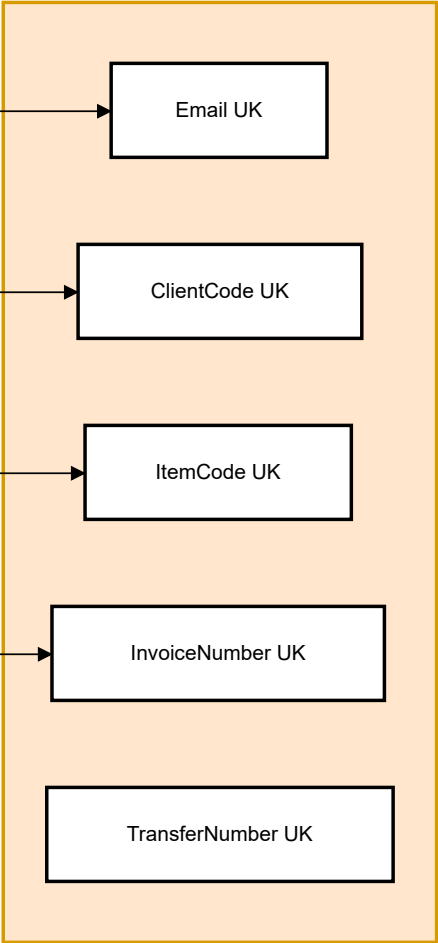 Email UK
ClientCode UK
ItemCode UK
InvoiceNumber UK
TransferNumber UK